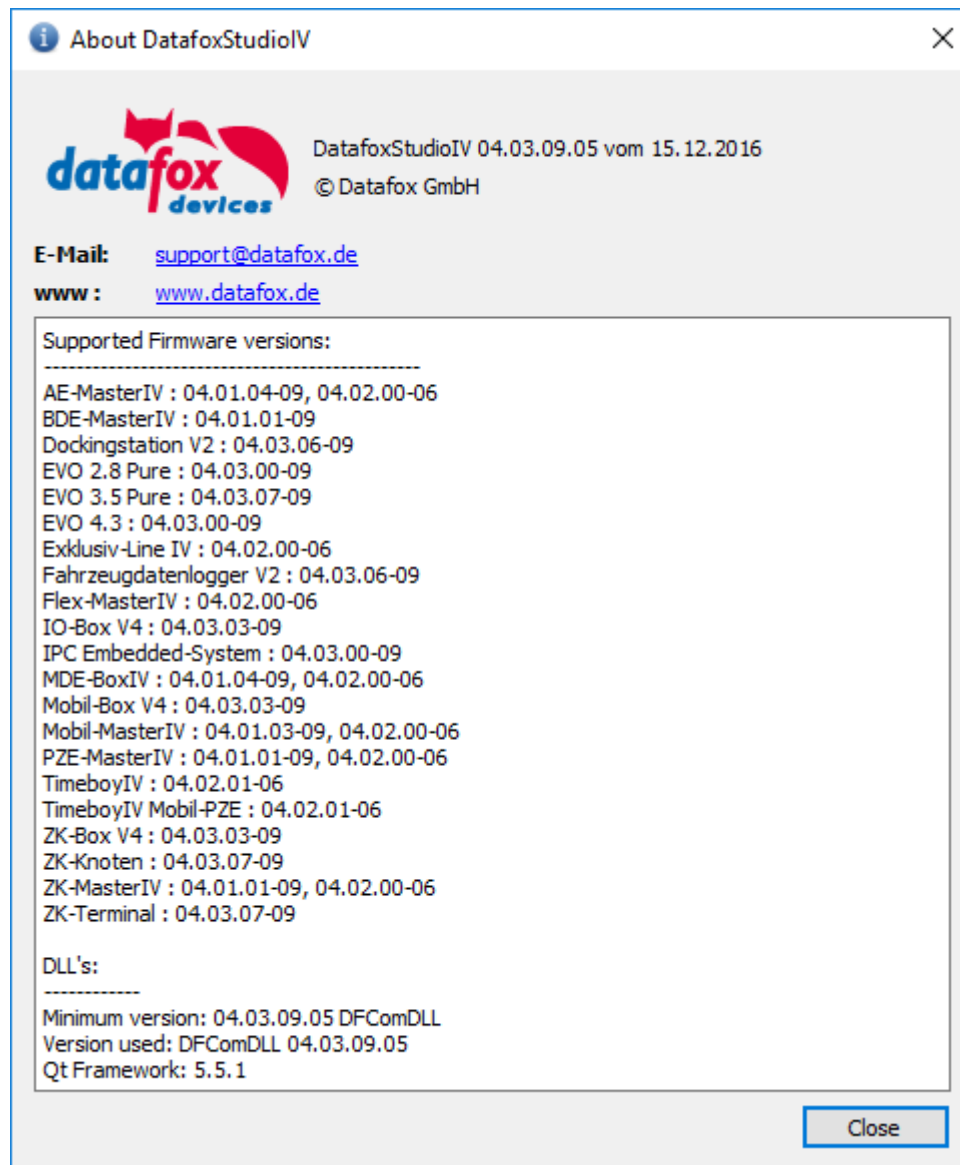 About DatafoxStudioIV
datafox
devices
DatafoxStudioIV 04.03.09.05 vom 15.12.2016
© Datafox GmbH
E-Mail: support@datafox.de
www : www.datafox.de
Supported Firmware versions:
-----------------------------------------------
AE-MasterIV : 04.01.04-09, 04.02.00-06
BDE-MasterIV : 04.01.01-09
Dockingstation V2 : 04.03.06-09
EVO 2.8 Pure : 04.03.00-09
EVO 3.5 Pure : 04.03.07-09
EVO 4.3 : 04.03.00-09
Exklusiv-Line IV : 04.02.00-06
Fahrzeugdatenlogger V2 : 04.03.06-09
Flex-MasterIV : 04.02.00-06
IO-Box V4 : 04.03.03-09
IPC Embedded-System : 04.03.00-09
MDE-BoxIV : 04.01.04-09, 04.02.00-06
Mobil-Box V4 : 04.03.03-09
Mobil-MasterIV : 04.01.03-09, 04.02.00-06
PZE-MasterIV : 04.01.01-09, 04.02.00-06
TimeboyIV : 04.02.01-06
TimeboyIV Mobil-PZE : 04.02.01-06
ZK-Box V4 : 04.03.03-09
ZK-Knoten : 04.03.07-09
ZK-MasterIV : 04.01.01-09, 04.02.00-06
ZK-Terminal : 04.03.07-09
DLL's:
------------
Minimum version: 04.03.09.05 DFComDLL
Version used: DFComDLL 04.03.09.05
Qt Framework: 5.5.1
Close